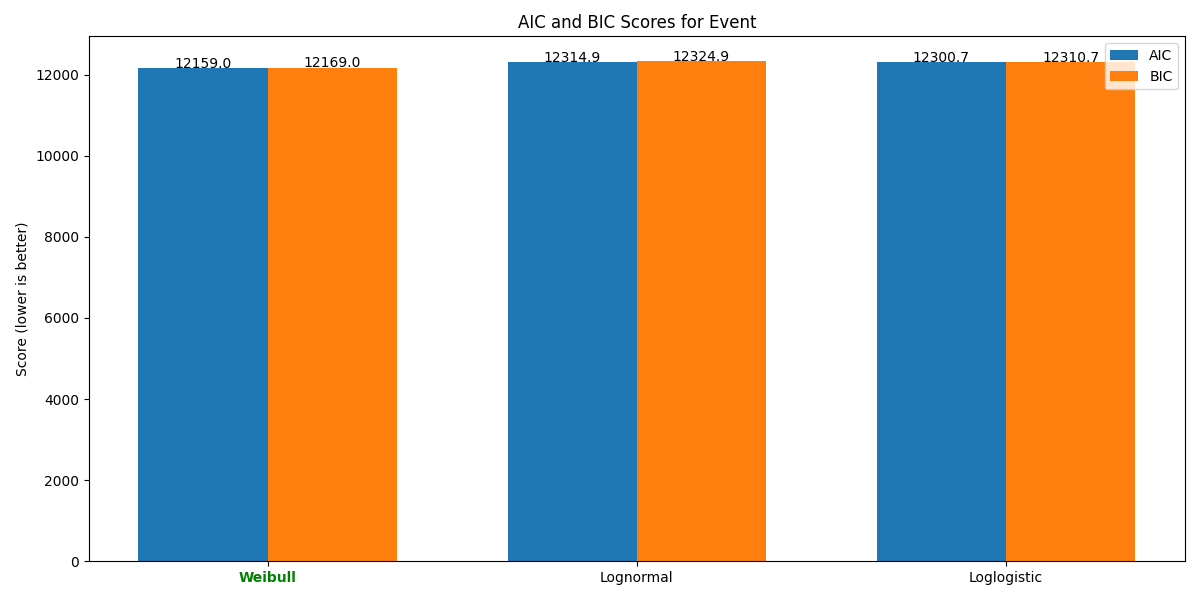 AIC and BIC Scores for Event
12159.0
12169.0
12314.9
12324.9
12300.7
12310.7
AIC
BIC
Score (lower is better)
12000
10000
8000
6000
4000
2000
0
Weibull
Lognormal
Loglogistic